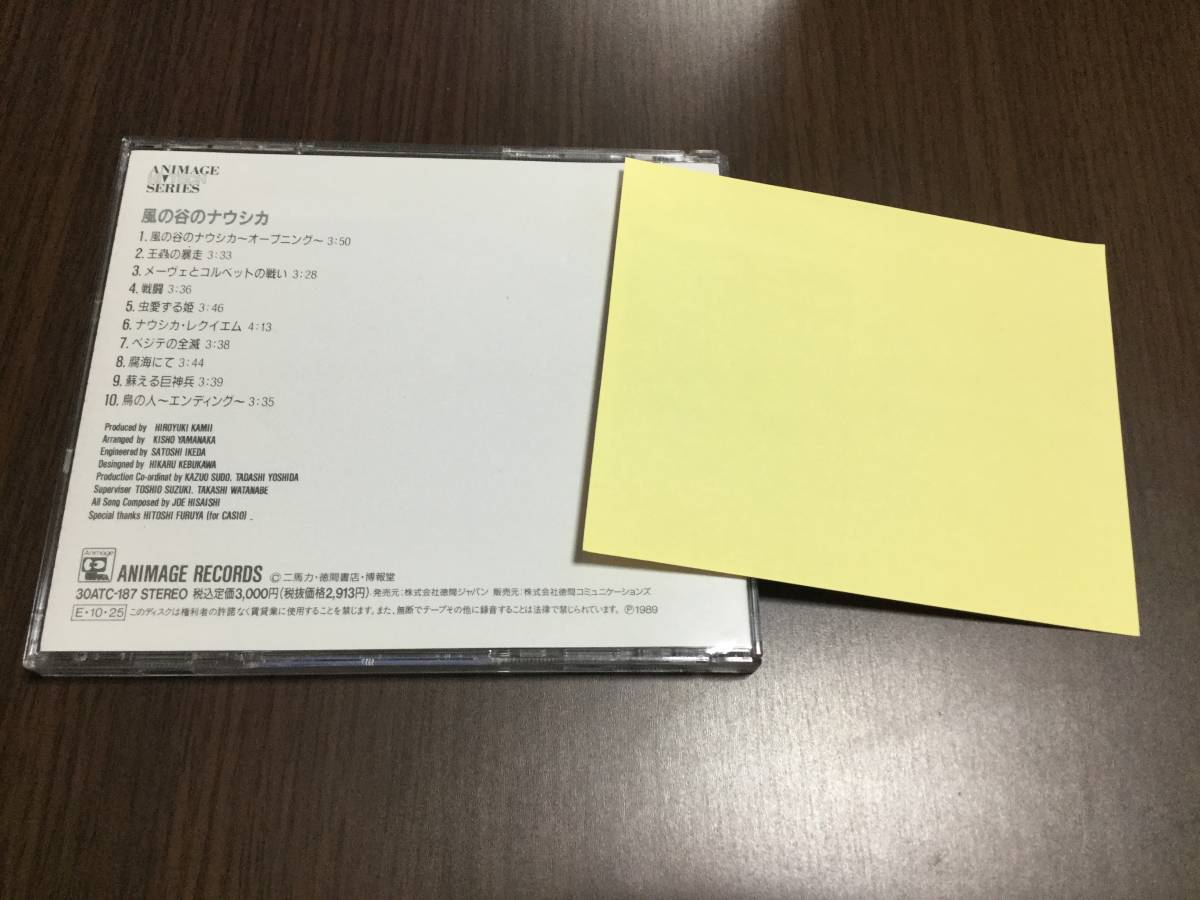 ANIMAGE
SERIES
風の谷のナウシカ
1. 風の谷のナウシカ〜オープニング〜 3:50
2. 王蟲の暴走 3:33
3. メーヴェとコルベットの戦い 3:28
4. 戦闘 3:36
5. 虫愛する姫 3:46
6. ナウシカ・レクイエム 4:13
7. ペジテの全滅 3:38
8. 腐海にて 3:44
9. 蘇える巨神兵 3:39
10. 鳥の人〜エンディング〜 3:35
Produced by HIROYUKI KAMII
Arranged by KISHO YAMANAKA
Engineered by SATOSHI IKEDA
Desingned by HIKARU KEBUKAWA
Production Co-ordinat by KAZUO SUDO. TADASHI YOSHIDA
Superviser TOSHIO SUZUKI. TAKASHI WATANABE
All Song Composed by JOE HISAISHI
Special thanks HITOSHI FURUYA (for CASIO)
Animage
ANIMAGE RECORDS ©二馬力・徳間書店・博報堂
30ATC-187 STEREO 税込定価3,000円(税抜価格2,913円) 発売元:株式会社徳間ジャパン 販売元:株式会社徳間コミュニケーションズ
E・10・25 このディスクは権利者の許諾なく賃貸業に使用することを禁じます。また、無断でテープその他に録音することは法律で禁じられています。 Ⓟ1989